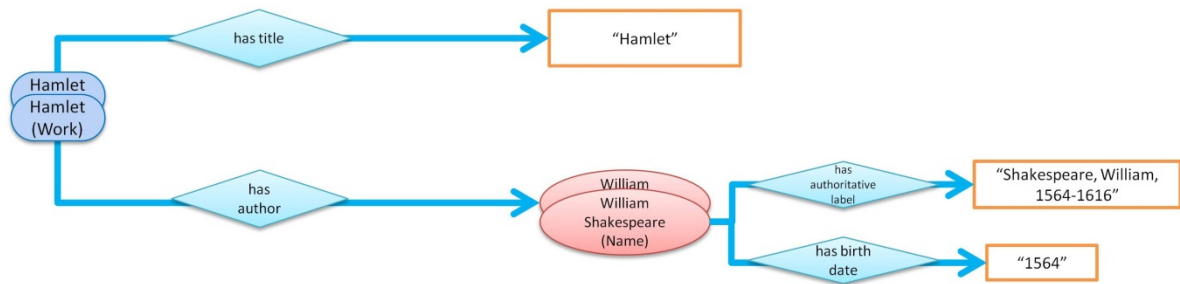 has title
“Hamlet”
Hamlet
Hamlet
(Work)
has
author
William
William
Shakespeare
(Name)
has
authoritative
label
“Shakespeare, William,
1564-1616”
has birth
date
“1564”